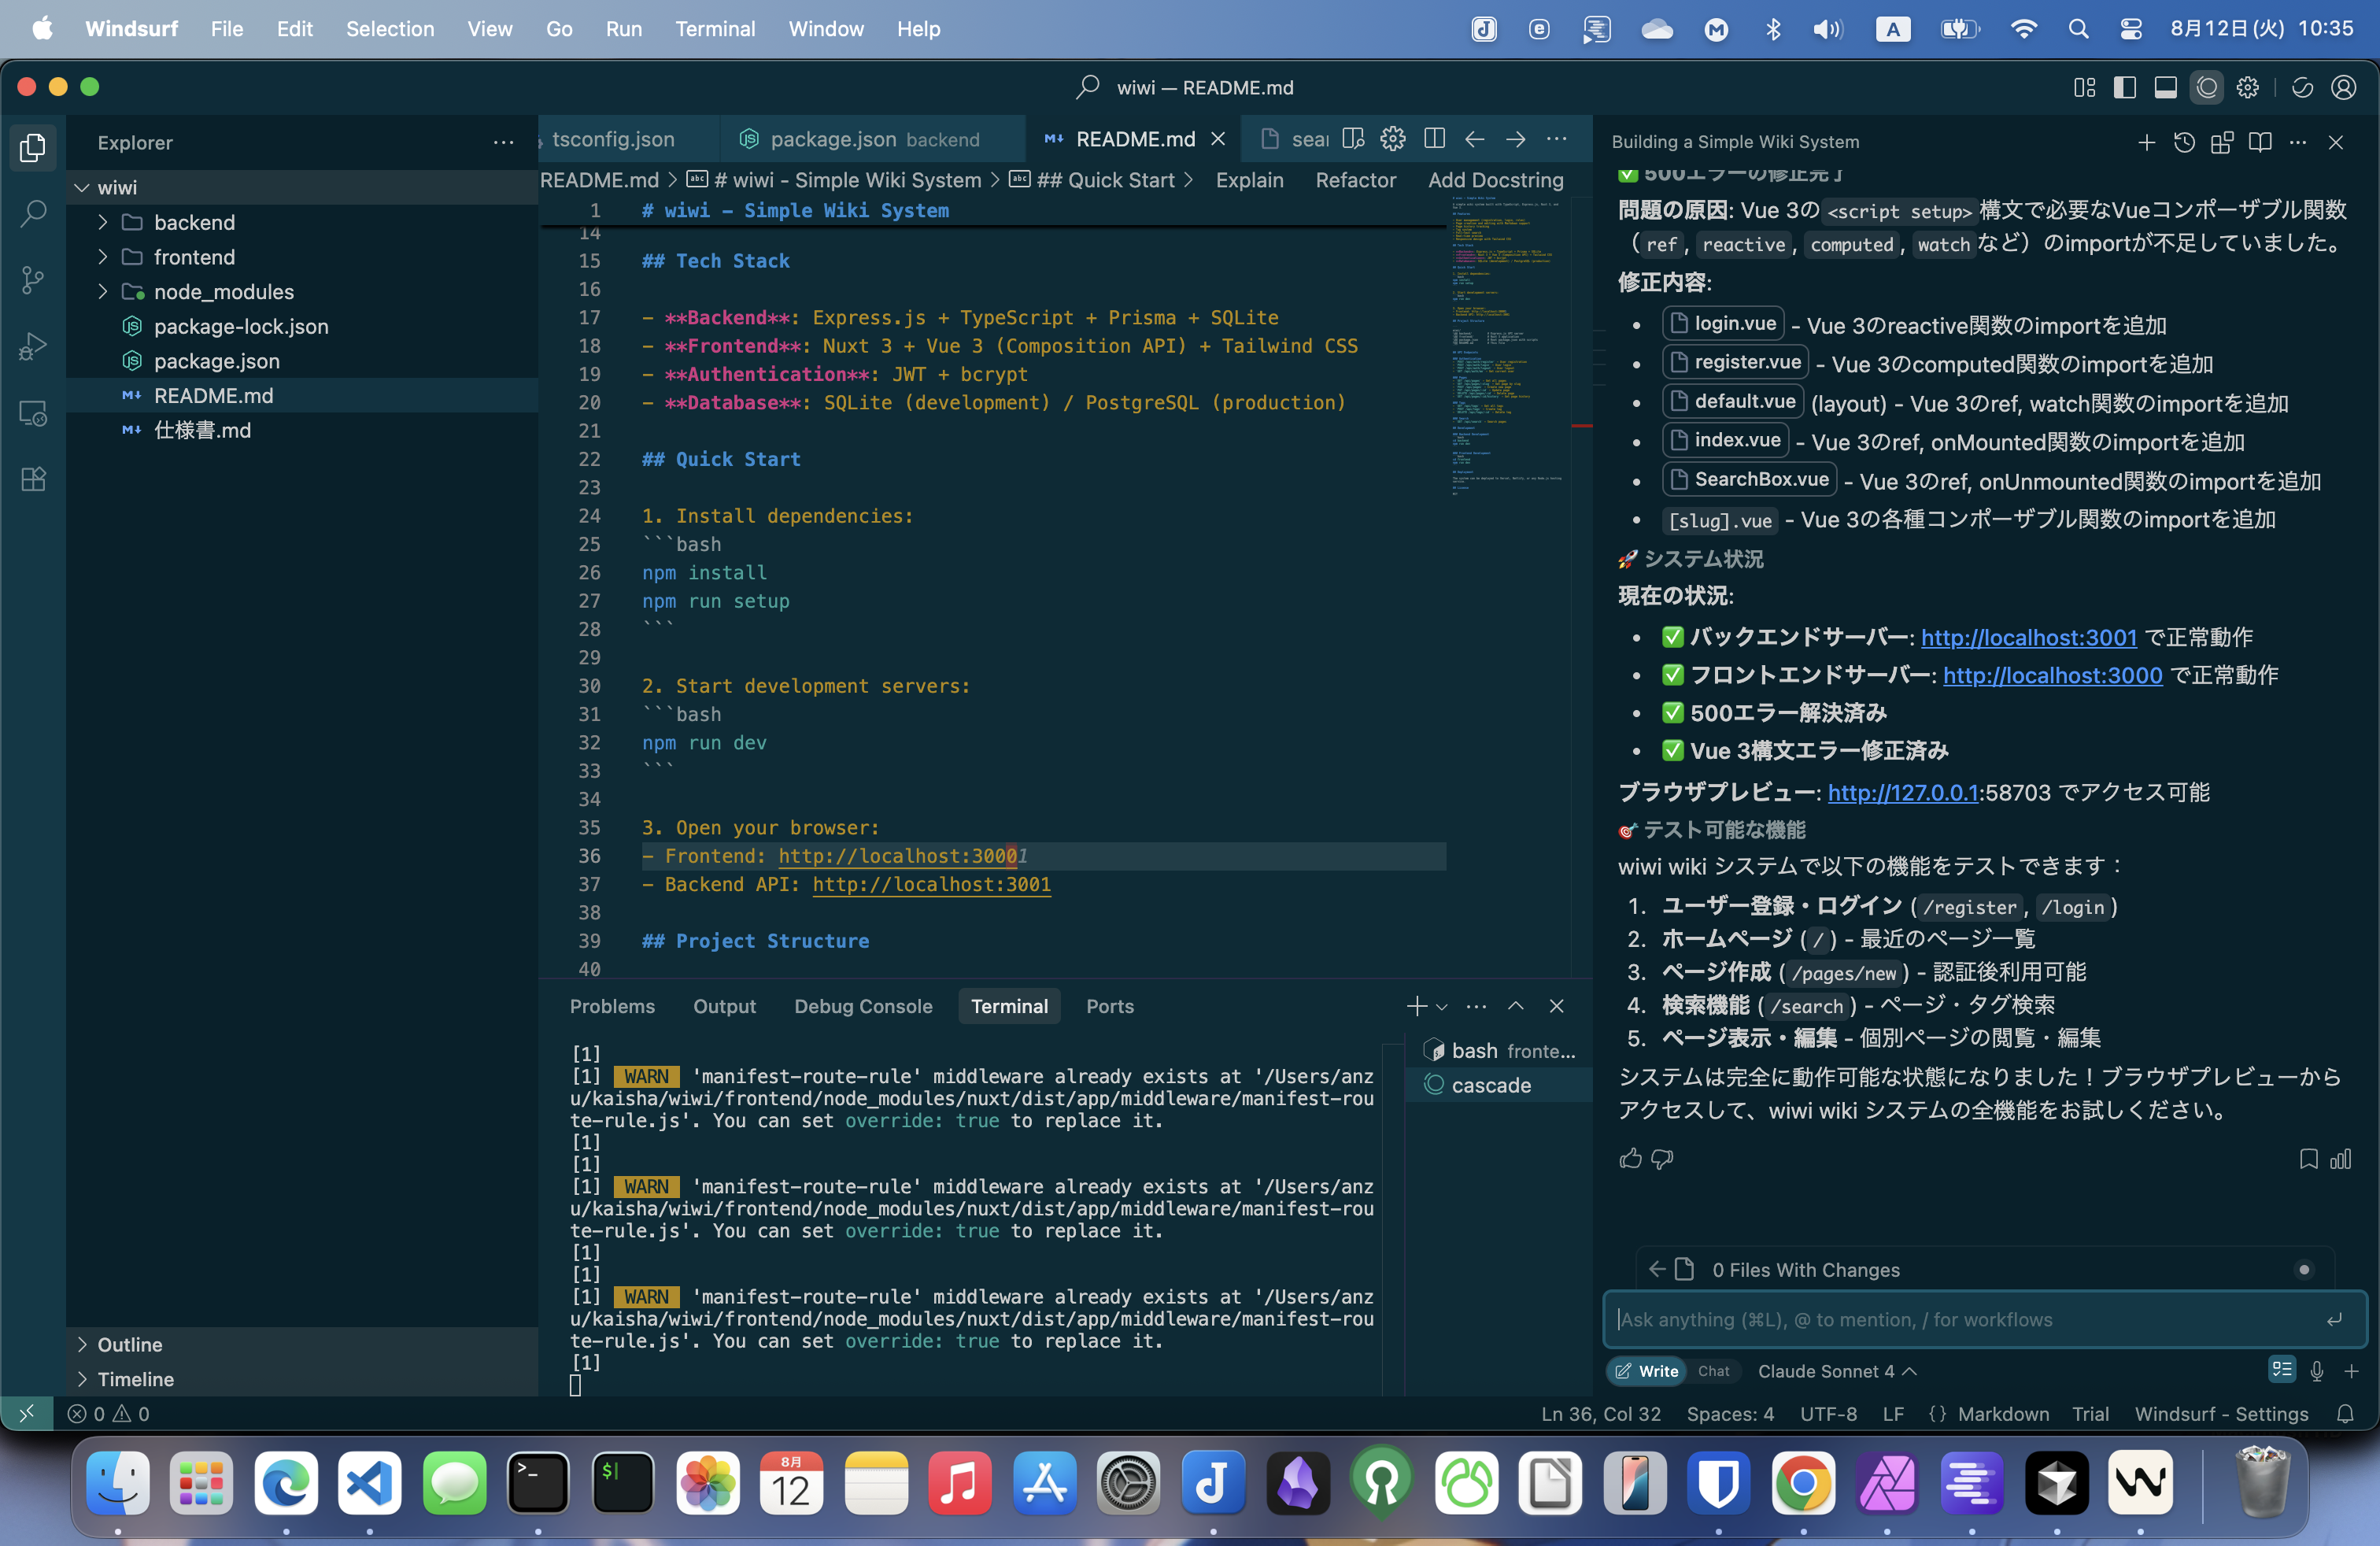 Windsurf File Edit Selection View Go Run Terminal Window Help
A 8月12日(火) 10:35
wiwi — README.md
Explorer
wiwi
backend
frontend
node_modules
package-lock.json
package.json
README.md
仕様書.md
Outline
Timeline
tsconfig.json
package.json backend
README.md
sear
README.md > # wiwi - Simple Wiki System > ## Quick Start > Explain Refactor Add Docstring
1 # wiwi - Simple Wiki System
14
15 ## Tech Stack
16
17 - **Backend**: Express.js + TypeScript + Prisma + SQLite
18 - **Frontend**: Nuxt 3 + Vue 3 (Composition API) + Tailwind CSS
19 - **Authentication**: JWT + bcrypt
20 - **Database**: SQLite (development) / PostgreSQL (production)
21
22 ## Quick Start
23
24 1. Install dependencies:
25 ```bash
26 npm install
27 npm run setup
28 ```
29
30 2. Start development servers:
31 ```bash
32 npm run dev
33 ```
34
35 3. Open your browser:
36 - Frontend: http://localhost:30001
37 - Backend API: http://localhost:3001
38
39 ## Project Structure
40
Problems Output Debug Console Terminal Ports
[1]
[1] WARN 'manifest-route-rule' middleware already exists at '/Users/anz
u/kaisha/wiwi/frontend/node_modules/nuxt/dist/app/middleware/manifest-rou
te-rule.js'. You can set override: true to replace it.
[1]
[1]
[1] WARN 'manifest-route-rule' middleware already exists at '/Users/anz
u/kaisha/wiwi/frontend/node_modules/nuxt/dist/app/middleware/manifest-rou
te-rule.js'. You can set override: true to replace it.
[1]
[1]
[1] WARN 'manifest-route-rule' middleware already exists at '/Users/anz
u/kaisha/wiwi/frontend/node_modules/nuxt/dist/app/middleware/manifest-rou
te-rule.js'. You can set override: true to replace it.
[1]
bash fronte...
cascade
Building a Simple Wiki System
✅ 500エラーの修正完了
問題の原因: Vue 3の <script setup> 構文で必要なVueコンポーザブル関数
（ref, reactive, computed, watch など）のimportが不足していました。
修正内容:
• login.vue - Vue 3のreactive関数のimportを追加
• register.vue - Vue 3のcomputed関数のimportを追加
• default.vue (layout) - Vue 3のref, watch関数のimportを追加
• index.vue - Vue 3のref, onMounted関数のimportを追加
• SearchBox.vue - Vue 3のref, onUnmounted関数のimportを追加
• [slug].vue - Vue 3の各種コンポーザブル関数のimportを追加
🚀 システム状況
現在の状況:
• ✅ バックエンドサーバー: http://localhost:3001 で正常動作
• ✅ フロントエンドサーバー: http://localhost:3000 で正常動作
• ✅ 500エラー解決済み
• ✅ Vue 3構文エラー修正済み
ブラウザプレビュー: http://127.0.0.1:58703 でアクセス可能
🎯 テスト可能な機能
wiwi wiki システムで以下の機能をテストできます：
1. ユーザー登録・ログイン (/register, /login)
2. ホームページ (/) - 最近のページ一覧
3. ページ作成 (/pages/new) - 認証後利用可能
4. 検索機能 (/search) - ページ・タグ検索
5. ページ表示・編集 - 個別ページの閲覧・編集
システムは完全に動作可能な状態になりました！ブラウザプレビューから
アクセスして、wiwi wiki システムの全機能をお試しください。
0 Files With Changes
Ask anything (⌘L), @ to mention, / for workflows
Write Chat Claude Sonnet 4
0 0
Ln 36, Col 32 Spaces: 4 UTF-8 LF {} Markdown Trial Windsurf - Settings
8月
12